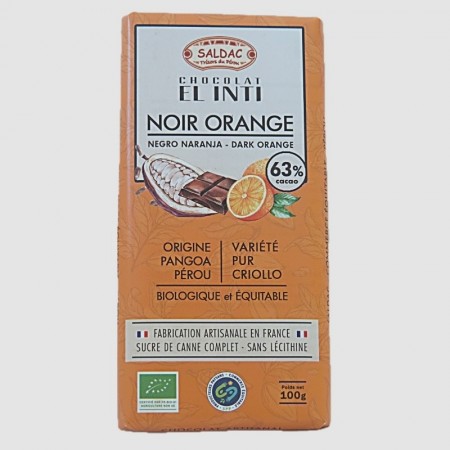 SALDAC
Trésors du Pérou
CHOCOLAT
EL INTI
NOIR ORANGE
NEGRO NARANJA - DARK ORANGE
63%
cacao
ORIGINE
PANGOA
PÉROU
VARIÉTÉ
PUR
CRIOLLO
BIOLOGIQUE et ÉQUITABLE
FABRICATION ARTISANALE EN FRANCE
SUCRE DE CANNE COMPLET - SANS LÉCITHINE
Poids net
100g